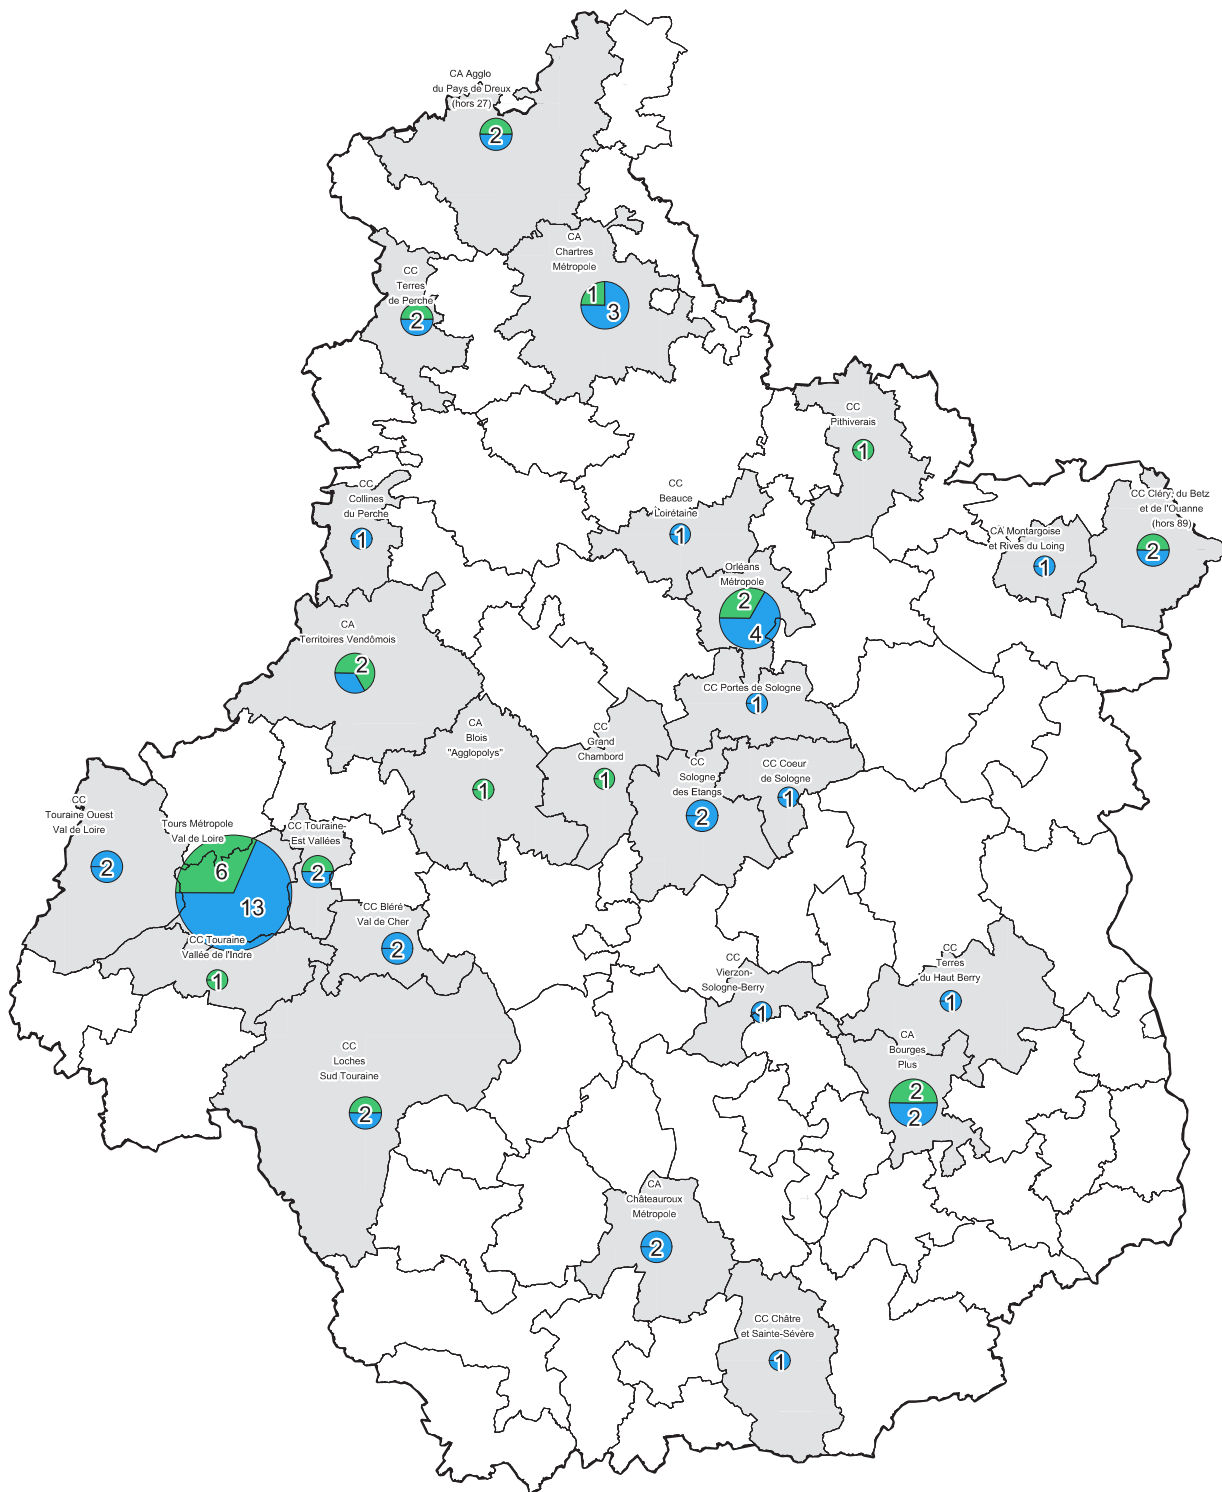 CA Agglo
du Pays de Dreux
(hors 27)
2
CA
Chartres
Métropole
1
3
CC
Terres
de Perche
2
CC
Pithiverais
1
CC
Collines
du Perche
1
CC
Beauce
Loirétaine
1
CC Cléry, du Betz
et de l'Ouanne
(hors 89)
2
CA Montargoise
et Rives du Loing
1
Orléans
Métropole
2
4
CA
Territoires Vendômois
2
CC Portes de Sologne
1
CA
Blois
"Agglopolys"
1
CC
Grand
Chambord
1
CC
Sologne
des Etangs
2
CC Coeur
de Sologne
1
CC
Touraine Ouest
Val de Loire
2
Tours Métropole
Val de Loire
6
13
CC Touraine-
Est Vallées
2
CC Bléré
Val de Cher
2
CC Touraine
Vallée de l'Indre
1
CC
Vierzon-
Sologne-Berry
1
CC
Terres
du Haut Berry
1
CA
Bourges
Plus
2
2
CC
Loches
Sud Touraine
2
CA
Châteauroux
Métropole
2
CC Châtre
et Sainte-Sévère
1